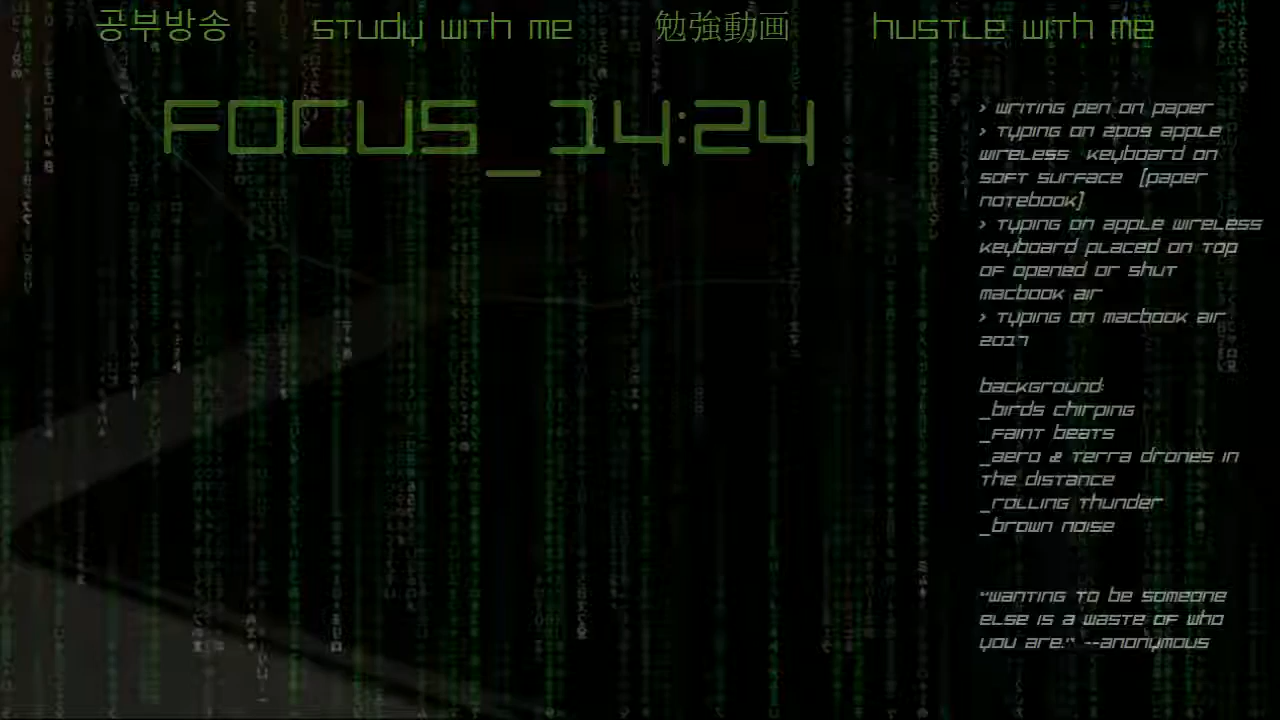 공부방송 study with me 勉強動画 hustle with me
FOCUS_14:24
> writing pen on paper
> typing on 2009 apple
wireless keyboard on
soft surface [paper
notebook]
> typing on apple wireless
keyboard placed on top
of opened or shut
macbook air
> typing on macbook air
2017
background:
_birds chirping
_faint beats
_aero & terra drones in
the distance
_rolling thunder
_brown noise
"wanting to be someone
else is a waste of who
you are." --anonymous